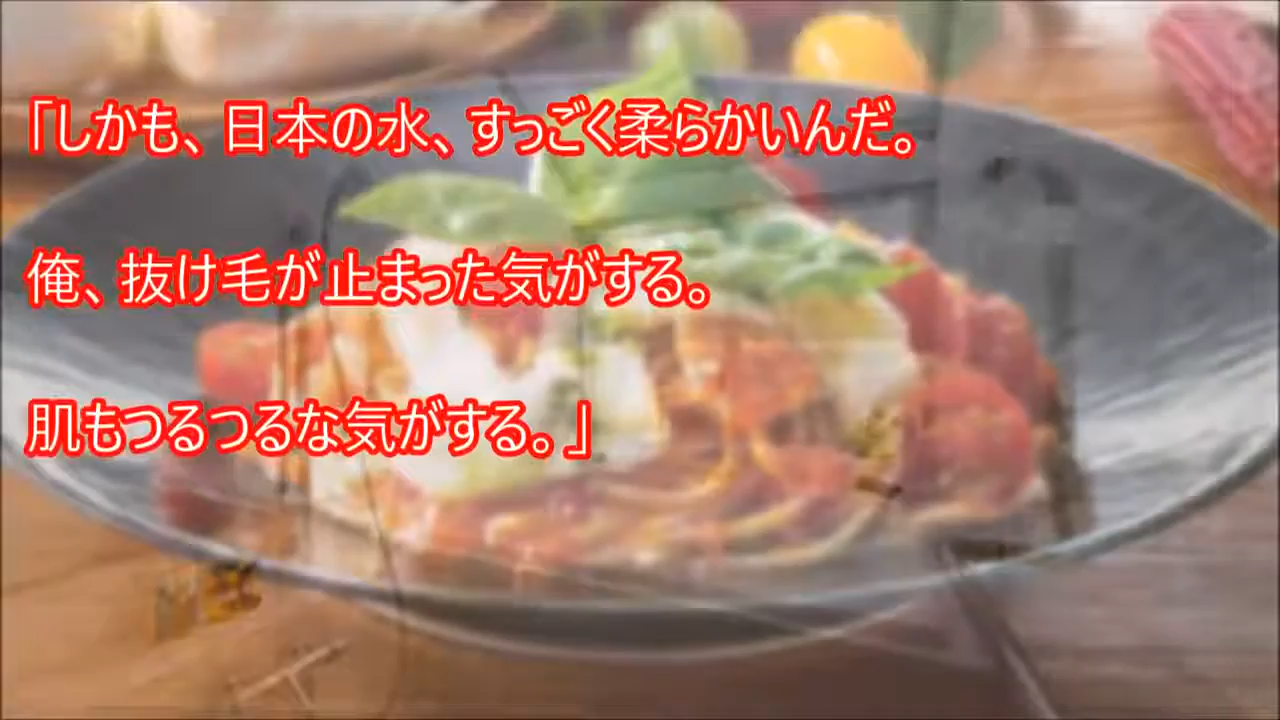 「しかも、日本の水、すっごく柔らかいんだ。
俺、抜け毛が止まった気がする。
肌もつるつるな気がする。」